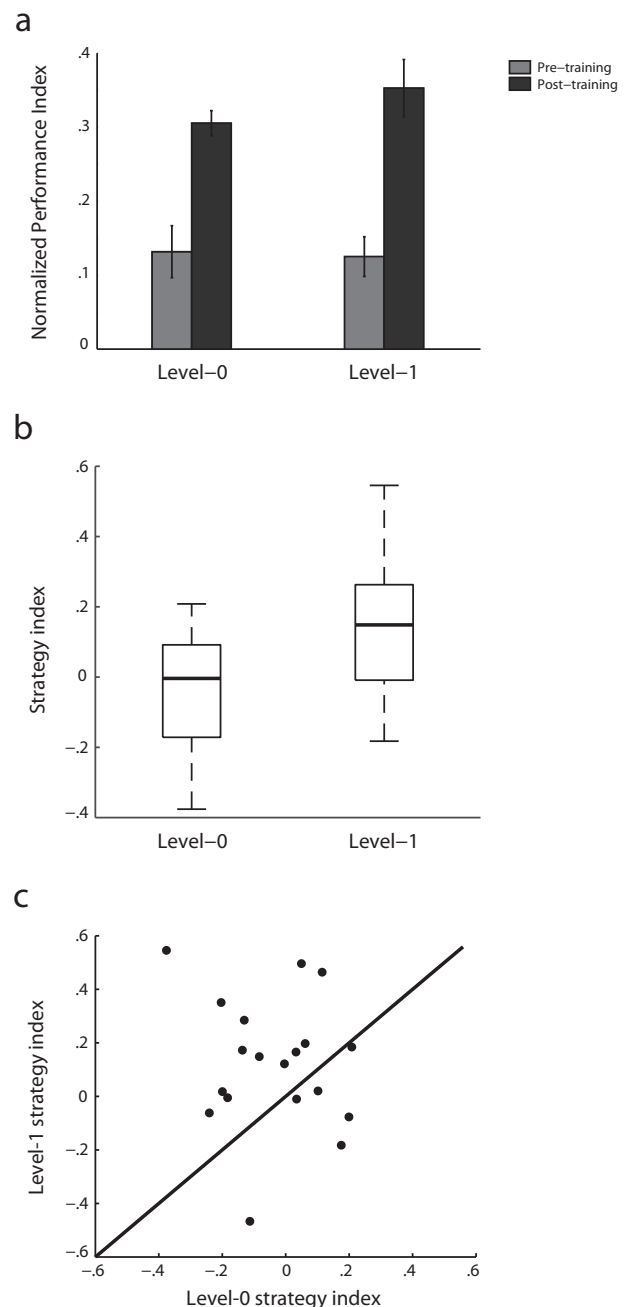 a
.4
.3
.2
.1
0
Normalized Performance Index
Level−0 Level−1
Pre−training
Post−training
b
.6
.4
.2
0
−.2
−.4
Strategy index
Level−0 Level−1
c
.6
.4
.2
0
−.2
−.4
−.6
Level-1 strategy index
−.6 −.4 −.2 0 .2 .4 .6
Level-0 strategy index